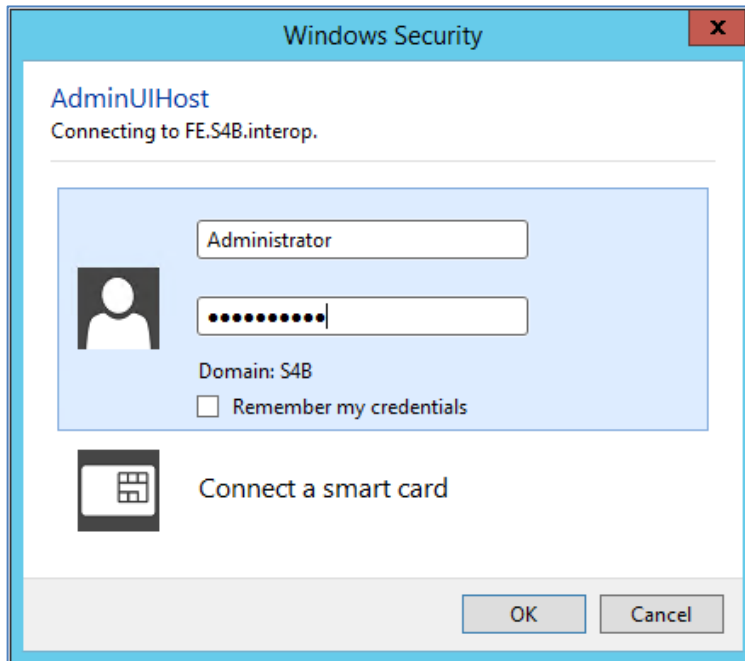 Windows Security
x
AdminUIHost
Connecting to FE.S4B.interop.
Administrator
●●●●●●●●●●
Domain: S4B
Remember my credentials
Connect a smart card
OK
Cancel